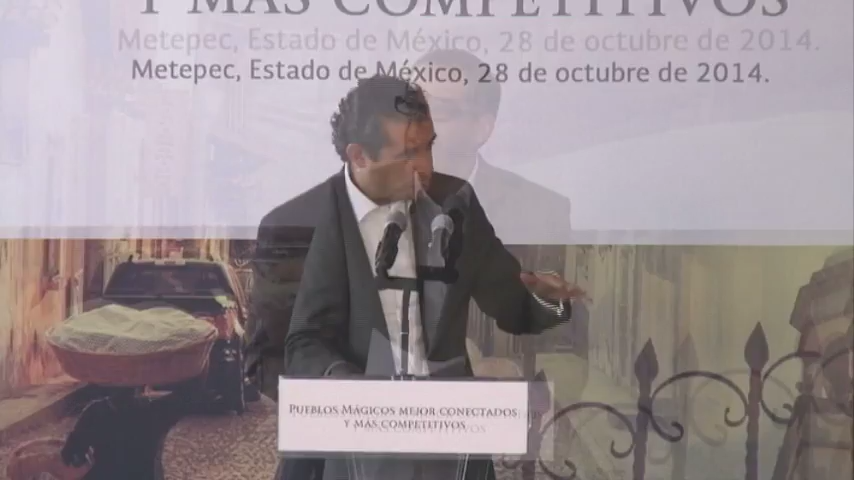 Y MÁS COMPETITIVOS
Metepec, Estado de México, 28 de octubre de 2014.
Metepec, Estado de México, 28 de octubre de 2014.
PUEBLOS MÁGICOS MEJOR CONECTADOS
Y MÁS COMPETITIVOS